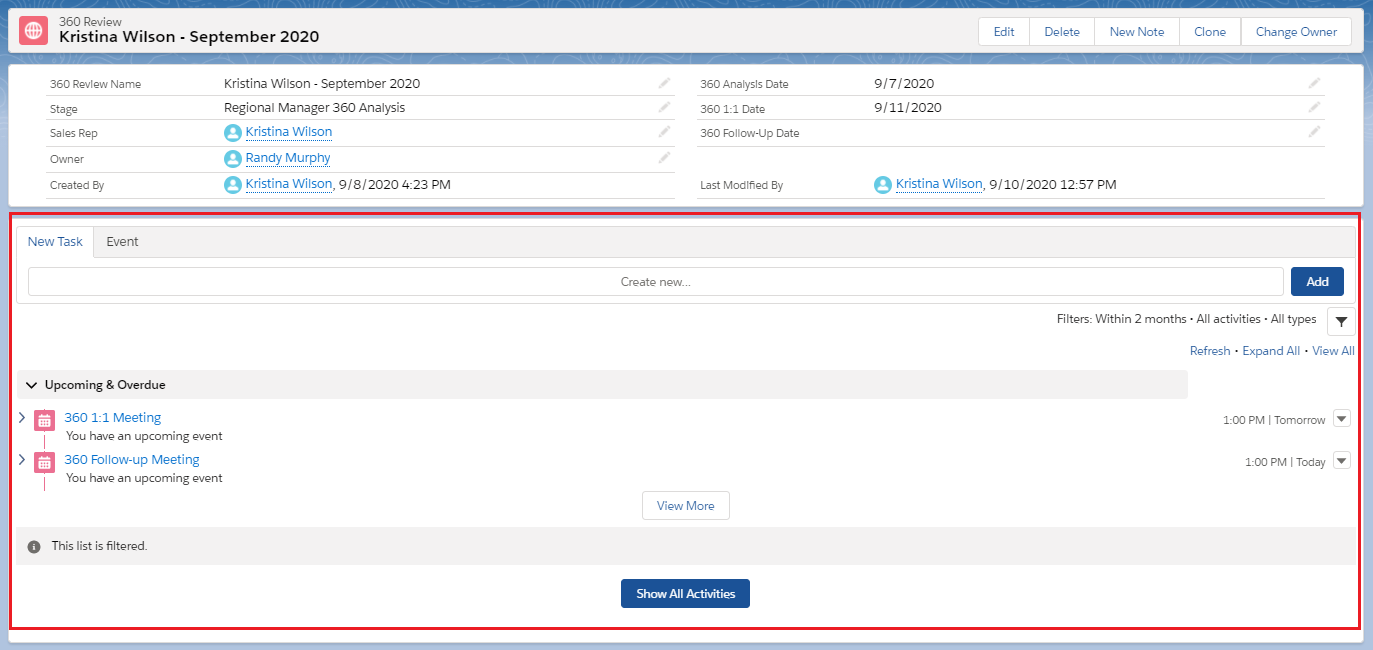 360 Review
Kristina Wilson - September 2020
Edit
Delete
New Note
Clone
Change Owner
360 Review Name
Kristina Wilson - September 2020
360 Analysis Date
9/7/2020
Stage
Regional Manager 360 Analysis
360 1:1 Date
9/11/2020
Sales Rep
Kristina Wilson
360 Follow-Up Date
Owner
Randy Murphy
Created By
Kristina Wilson, 9/8/2020 4:23 PM
Last Modified By
Kristina Wilson, 9/10/2020 12:57 PM
New Task
Event
Create new...
Add
Filters: Within 2 months • All activities • All types
Refresh • Expand All • View All
Upcoming & Overdue
360 1:1 Meeting
1:00 PM | Tomorrow
You have an upcoming event
360 Follow-up Meeting
1:00 PM | Today
You have an upcoming event
View More
This list is filtered.
Show All Activities